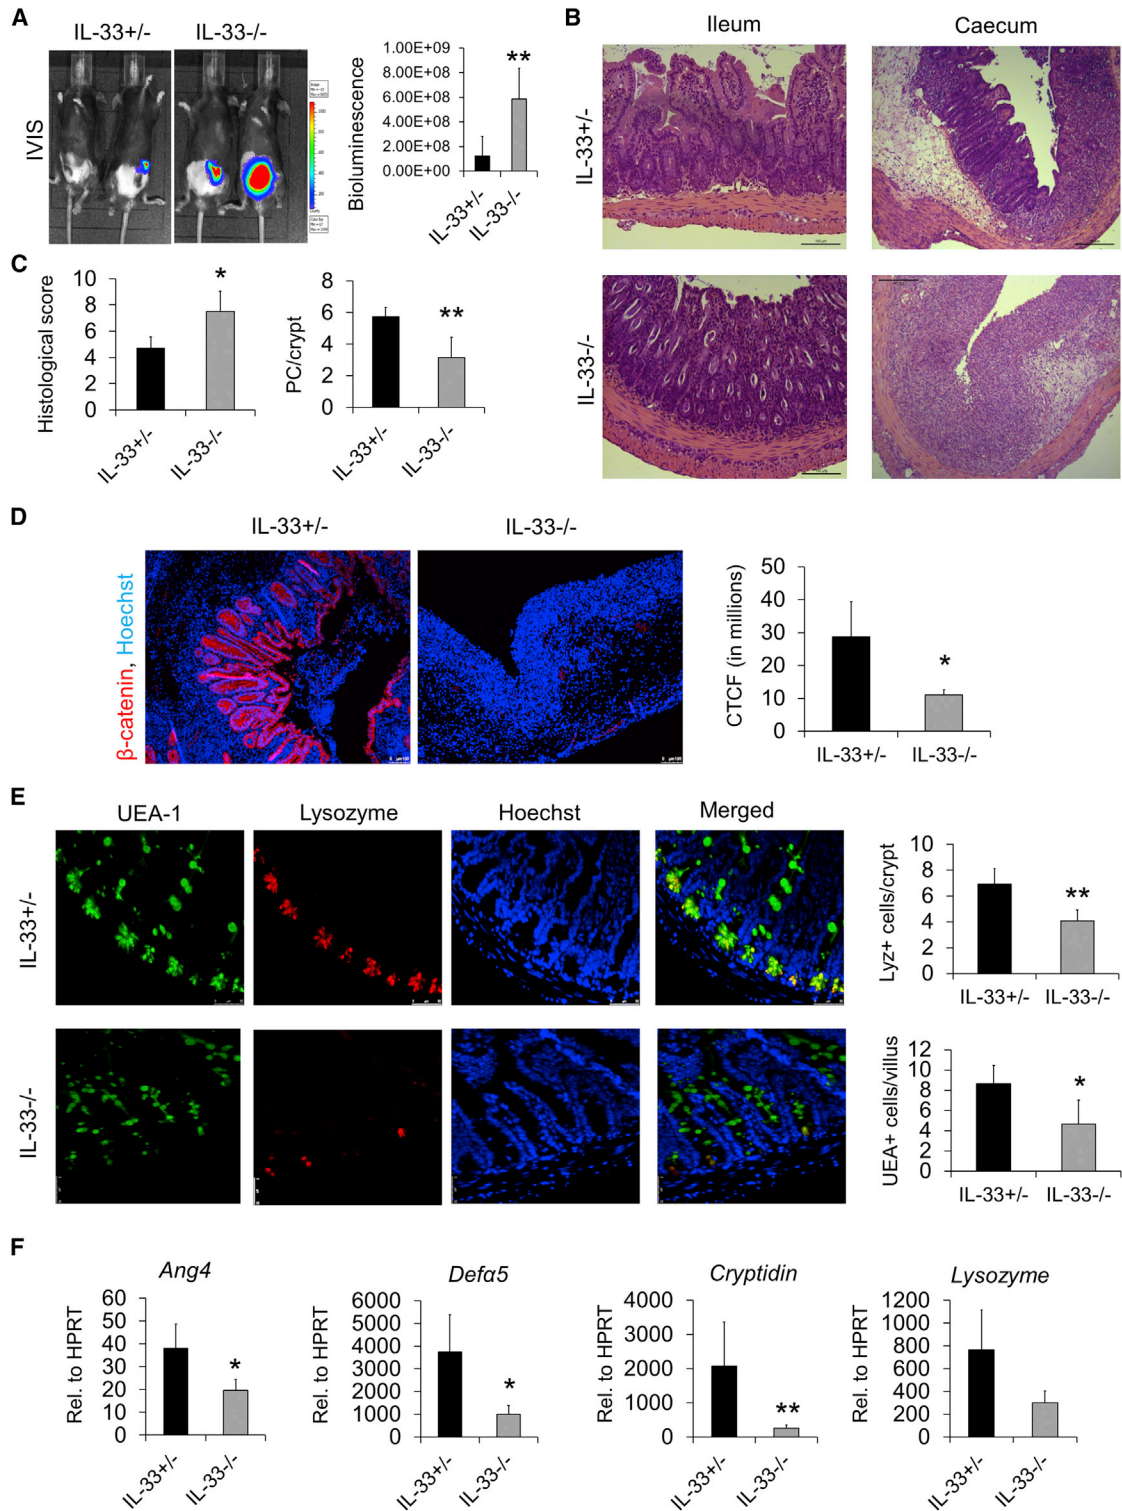 A
IL-33+/-
IL-33-/-
IVIS
Bioluminescence
1.00E+09
8.00E+08
6.00E+08
4.00E+08
2.00E+08
0.00E+00
**
IL-33+/-
IL-33-/-
B
Ileum
Caecum
IL-33+/-
IL-33-/-
C
Histological score
10
8
6
4
2
0
*
IL-33+/-
IL-33-/-
PC/crypt
8
6
4
2
0
**
IL-33+/-
IL-33-/-
D
IL-33+/-
IL-33-/-
β-catenin, Hoechst
CTCF (in millions)
50
40
30
20
10
0
*
IL-33+/-
IL-33-/-
E
UEA-1
Lysozyme
Hoechst
Merged
IL-33+/-
IL-33-/-
Lyz+ cells/crypt
10
8
6
4
2
0
**
IL-33+/-
IL-33-/-
UEA+ cells/villus
12
10
8
6
4
2
0
*
IL-33+/-
IL-33-/-
F
Ang4
Rel. to HPRT
60
50
40
30
20
10
0
*
IL-33+/-
IL-33-/-
Defα5
Rel. to HPRT
6000
5000
4000
3000
2000
1000
0
*
IL-33+/-
IL-33-/-
Cryptidin
Rel. to HPRT
4000
3000
2000
1000
0
**
IL-33+/-
IL-33-/-
Lysozyme
Rel. to HPRT
1200
1000
800
600
400
200
0
IL-33+/-
IL-33-/-